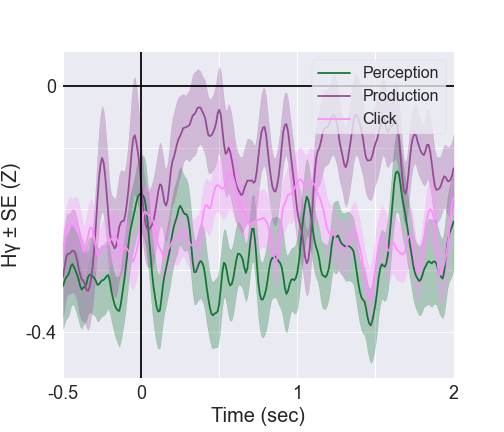 Perception
Production
Click
Hγ ± SE (Z)
0
-0.4
-0.5
0
1
2
Time (sec)